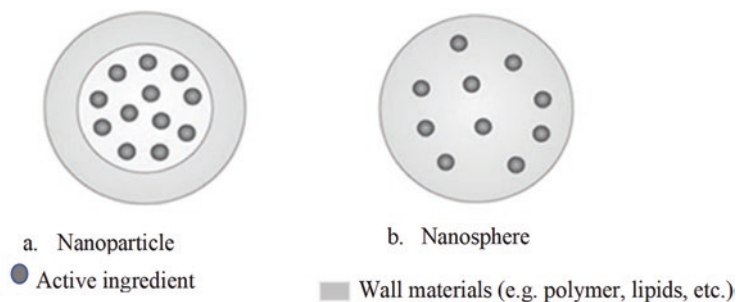 a. Nanoparticle
b. Nanosphere
Active ingredient
Wall materials (e.g. polymer, lipids, etc.)